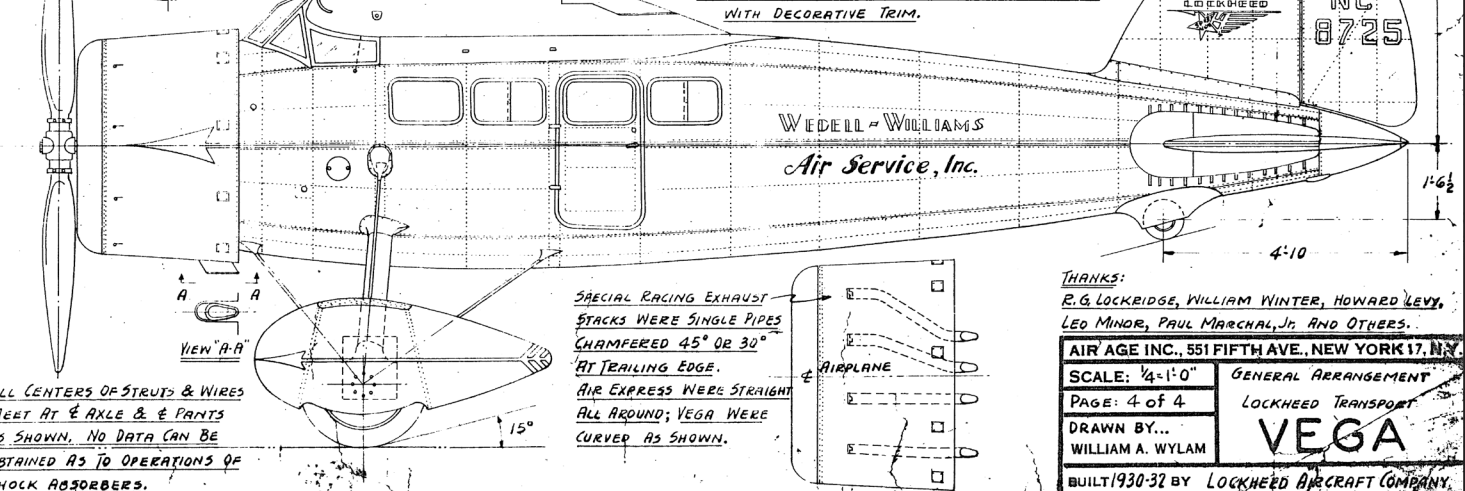 WITH DECORATIVE TRIM.
LOCKHEED
NC
8725
WEDELL-WILLIAMS
Air Service, Inc.
1'-6½
4'-10
A A
VIEW "A-A"
15°
LL CENTERS OF STRUTS & WIRES
MEET AT ℄ AXLE & ℄ PANTS
S SHOWN. NO DATA CAN BE
BTAINED AS TO OPERATIONS OF
HOCK ABSORBERS.
SPECIAL RACING EXHAUST
STACKS WERE SINGLE PIPES
CHAMFERED 45° OR 30°
AT TRAILING EDGE.
AIR EXPRESS WERE STRAIGHT
ALL AROUND; VEGA WERE
CURVED AS SHOWN.
℄ AIRPLANE
THANKS:
R.G. LOCKRIDGE, WILLIAM WINTER, HOWARD LEVY,
LEO MINOR, PAUL MARCHAL, Jr. AND OTHERS.
AIR AGE INC., 551 FIFTH AVE., NEW YORK 17, N.Y.
SCALE: ¼=1'0"
PAGE: 4 of 4
DRAWN BY...
WILLIAM A. WYLAM
GENERAL ARRANGEMENT
LOCKHEED TRANSPORT
VEGA
BUILT 1930-32 BY LOCKHEED AIRCRAFT COMPANY